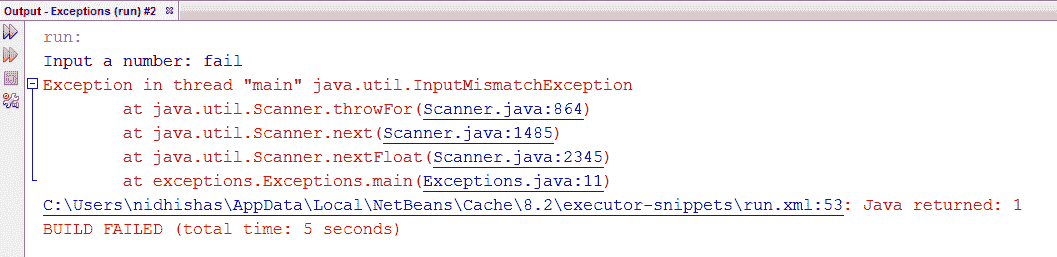 Output - Exceptions (run) #2
run:
Input a number: fail
Exception in thread "main" java.util.InputMismatchException
at java.util.Scanner.throwFor(Scanner.java:864)
at java.util.Scanner.next(Scanner.java:1485)
at java.util.Scanner.nextFloat(Scanner.java:2345)
at exceptions.Exceptions.main(Exceptions.java:11)
C:\Users\nidhishas\AppData\Local\NetBeans\Cache\8.2\executor-snippets\run.xml:53: Java returned: 1
BUILD FAILED (total time: 5 seconds)